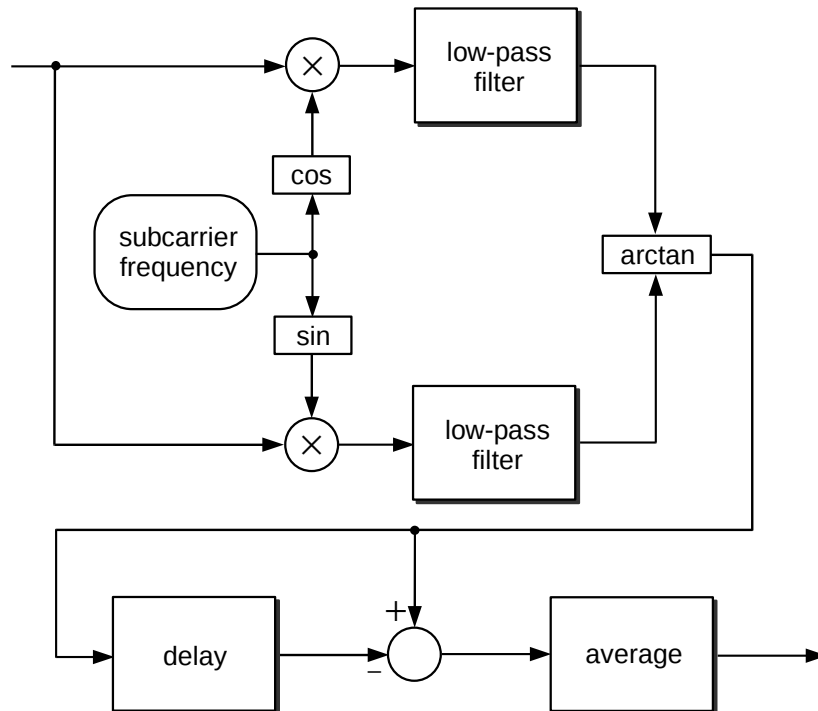 low-pass
filter
×
cos
subcarrier
frequency
arctan
sin
×
low-pass
filter
+
delay
-
average